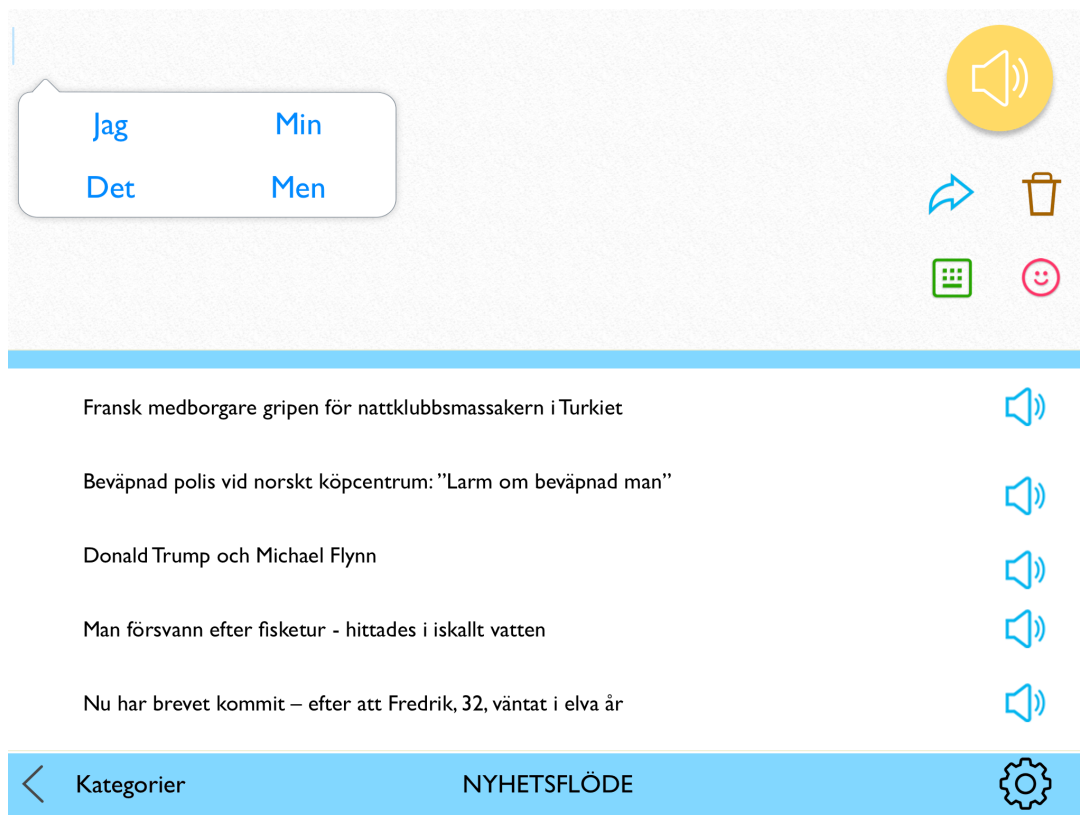 Jag Min
Det Men
Fransk medborgare gripen för nattklubbsmassakern i Turkiet
Beväpnad polis vid norskt köpcentrum: ”Larm om beväpnad man”
Donald Trump och Michael Flynn
Man försvann efter fisketur - hittades i iskallt vatten
Nu har brevet kommit – efter att Fredrik, 32, väntat i elva år
Kategorier NYHETSFLÖDE